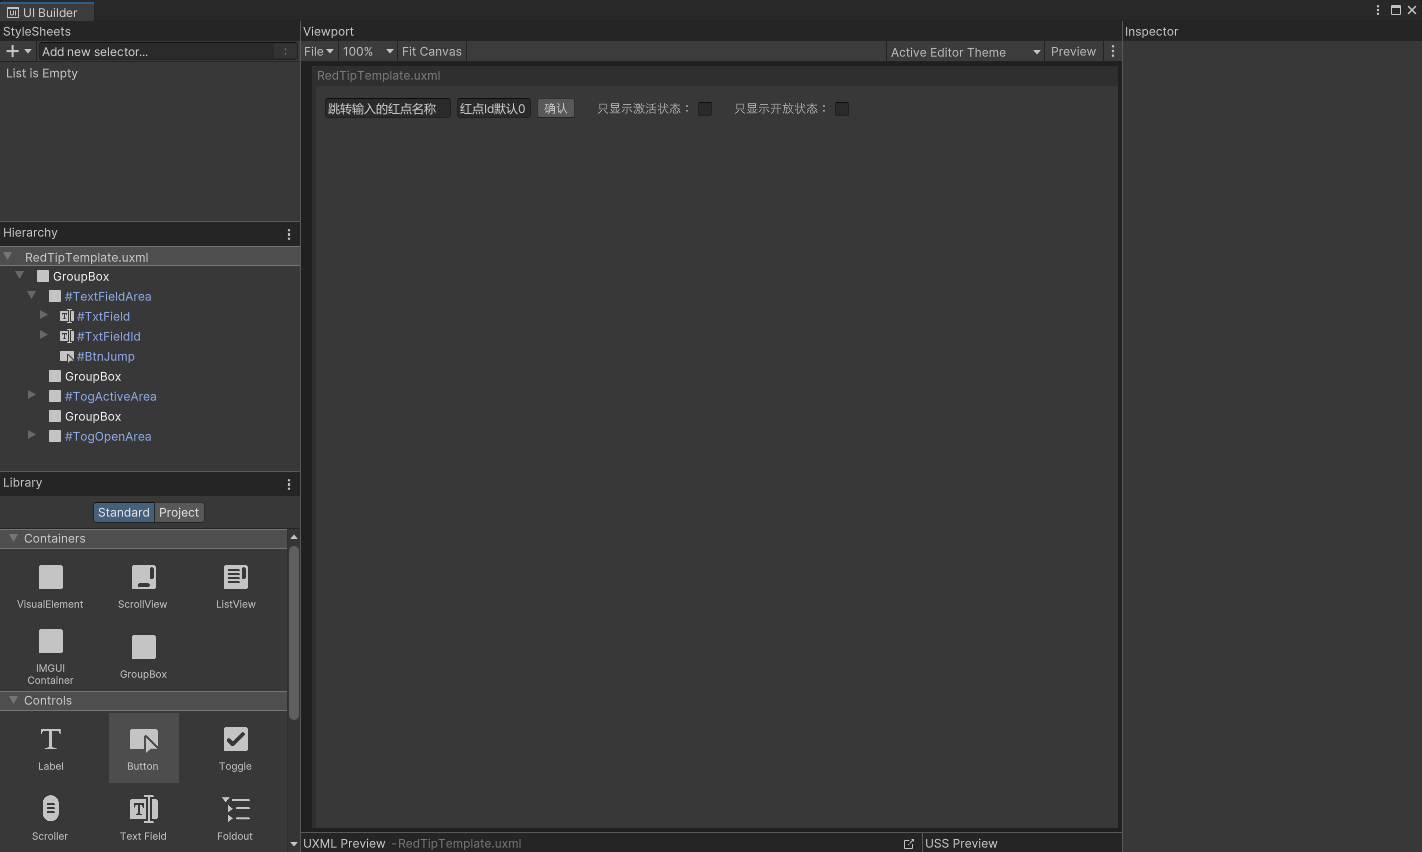 UI Builder
StyleSheets
Add new selector...
List is Empty
Hierarchy
RedTipTemplate.uxml
GroupBox
#TextFieldArea
#TxtField
#TxtFieldId
#BtnJump
GroupBox
#TogActiveArea
GroupBox
#TogOpenArea
Library
Standard Project
Containers
VisualElement ScrollView ListView
IMGUI
Container
GroupBox
Controls
Label Button Toggle
Scroller Text Field Foldout
Viewport
File 100% Fit Canvas Active Editor Theme Preview
RedTipTemplate.uxml
跳转输入的红点名称 红点Id默认0 确认 只显示激活状态： 只显示开放状态：
UXML Preview - RedTipTemplate.uxml USS Preview
Inspector